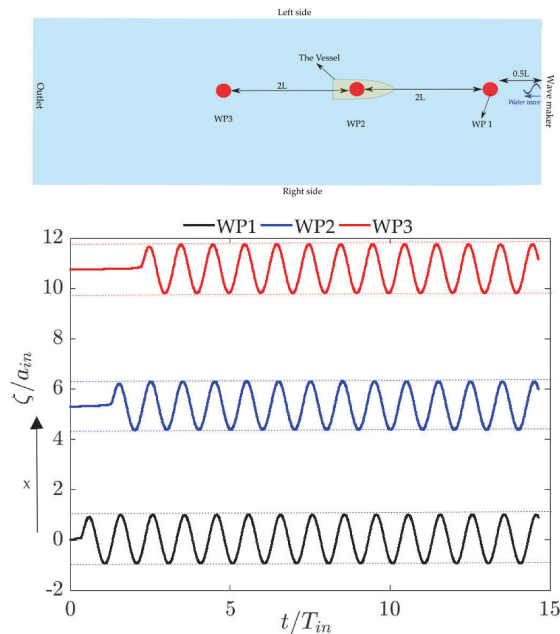 Left side
The Vessel
0.5L
Outlet
2L
2L
Water wave
Wave maker
WP3
WP2
WP 1
Right side
WP1 WP2 WP3
12
10
8
6
4
2
0
-2
ζ/a_in
x
0 5 10 15
t/T_in